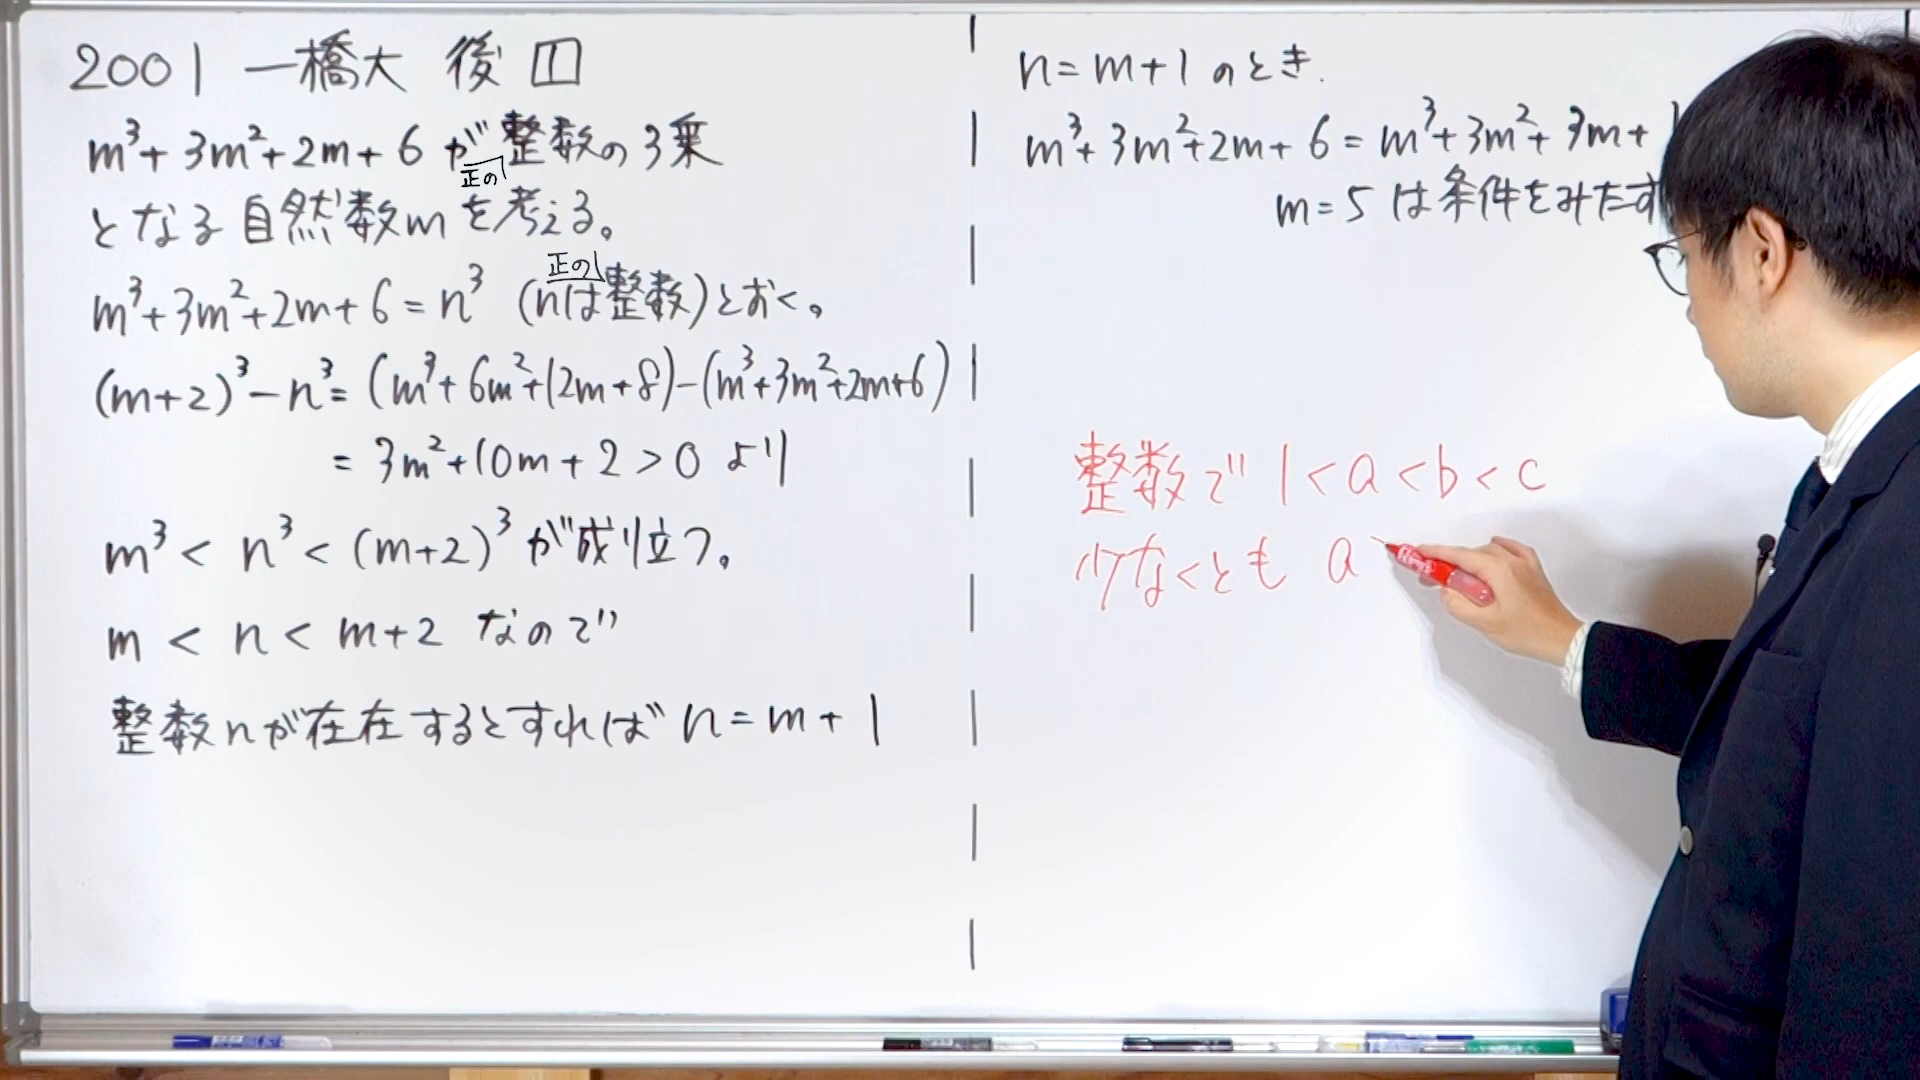 2001 一橋大 後 1
m³+3m²+2m+6 が整数の3乗
正の
となる自然数mを考える。
正の
m³+3m²+2m+6=n³ (nは整数)とおく。
(m+2)³-n³=(m³+6m²+12m+8)-(m³+3m²+2m+6)
=3m²+10m+2>0 より
m³<n³<(m+2)³が成り立つ。
m<n<m+2 なので
整数nが存在するとすればn=m+1
n=m+1のとき.
m³+3m²+2m+6=m³+3m²+3m+1
m=5は条件をみたす
整数で 1<a<b<c
少なくとも a